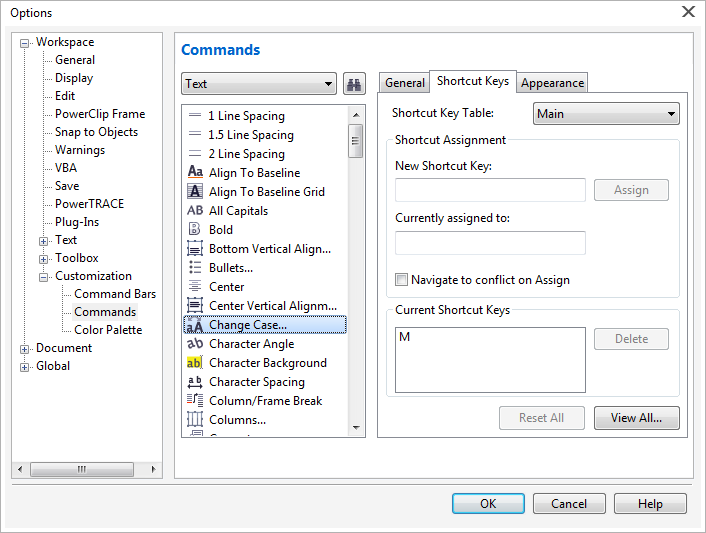 Options
Workspace
General
Display
Edit
PowerClip Frame
Snap to Objects
Warnings
VBA
Save
PowerTRACE
Plug-Ins
Text
Toolbox
Customization
Command Bars
Commands
Color Palette
Document
Global
Commands
Text
1 Line Spacing
1.5 Line Spacing
2 Line Spacing
Align To Baseline
Align To Baseline Grid
All Capitals
Bold
Bottom Vertical Align...
Bullets...
Center
Center Vertical Alignm...
Change Case...
Character Angle
Character Background
Character Spacing
Column/Frame Break
Columns...
General
Shortcut Keys
Appearance
Shortcut Key Table:
Main
Shortcut Assignment
New Shortcut Key:
Assign
Currently assigned to:
Navigate to conflict on Assign
Current Shortcut Keys
M
Delete
Reset All
View All...
OK
Cancel
Help